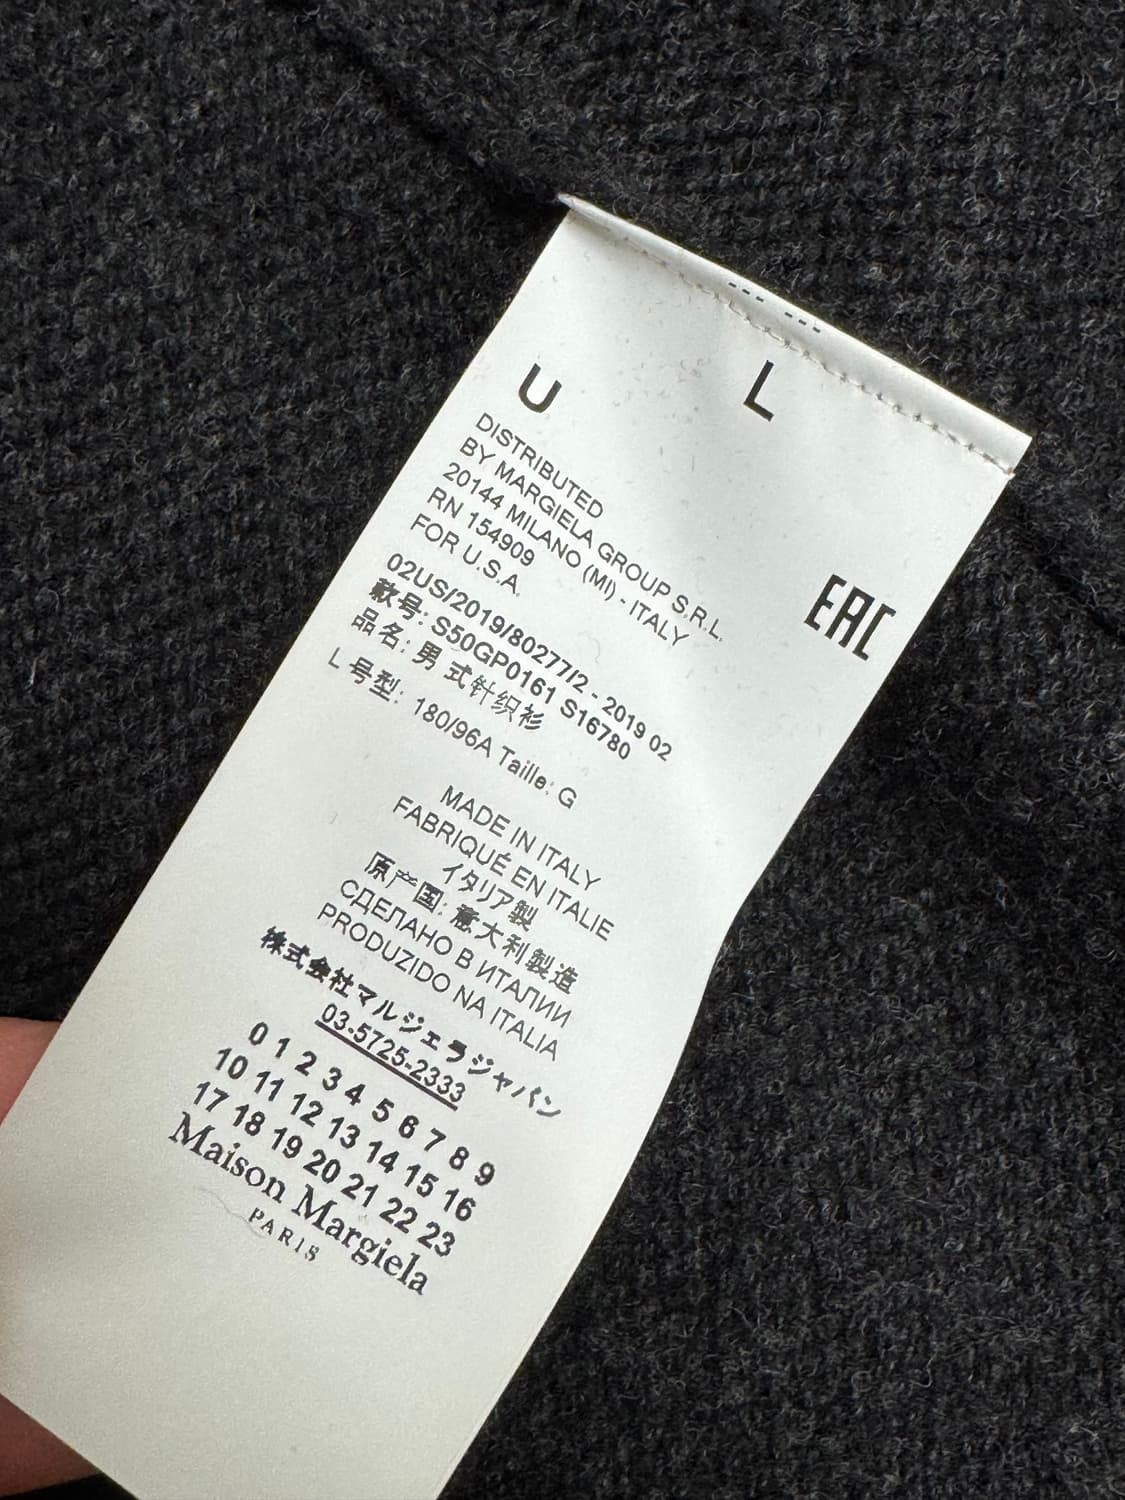 U L
DISTRIBUTED
BY MARGIELA GROUP S.R.L.
20144 MILANO (MI) - ITALY
RN 154909
FOR U.S.A.
EAC
02US/2019/80277/2 - 2019 02
款号: S50GP0161 S16780
品名: 男式针织衫
L 号型: 180/96A Taille: G
MADE IN ITALY
FABRIQUÉ EN ITALIE
イタリア製
原产国: 意大利製造
СДЕЛАНО В ИТАЛИИ
PRODUZIDO NA ITALIA
株式会社マルジェラジャパン
03-5725-2333
0 1 2 3 4 5 6 7 8 9
10 11 12 13 14 15 16
17 18 19 20 21 22 23
Maison Margiela
PARIS